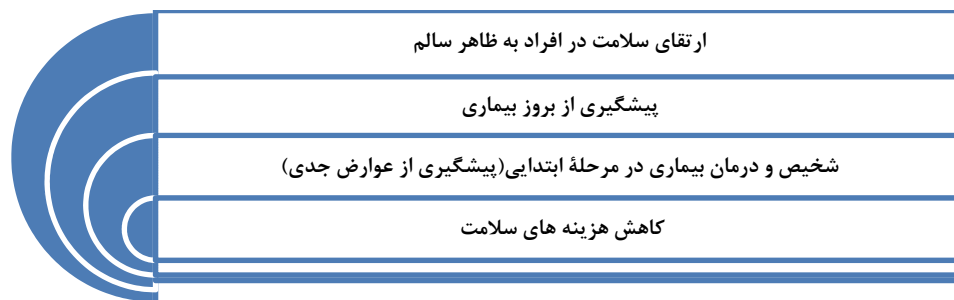 ارتقای سلامت در افراد به ظاهر سالم
پیشگیری از بروز بیماری
شخیص و درمان بیماری در مرحلۀ ابتدایی(پیشگیری از عوارض جدی)
کاهش هزینه های سلامت